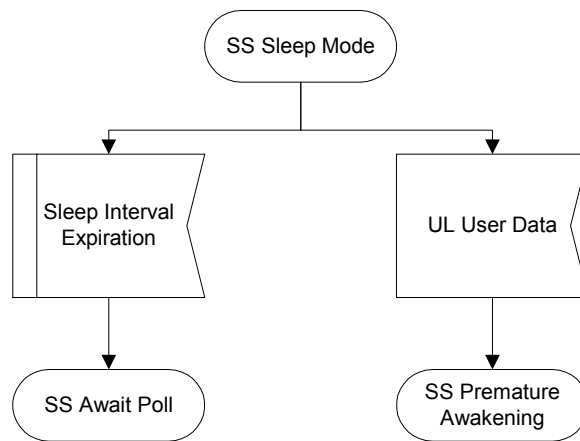 SS Sleep Mode
Sleep Interval
Expiration
UL User Data
SS Await Poll
SS Premature
Awakening